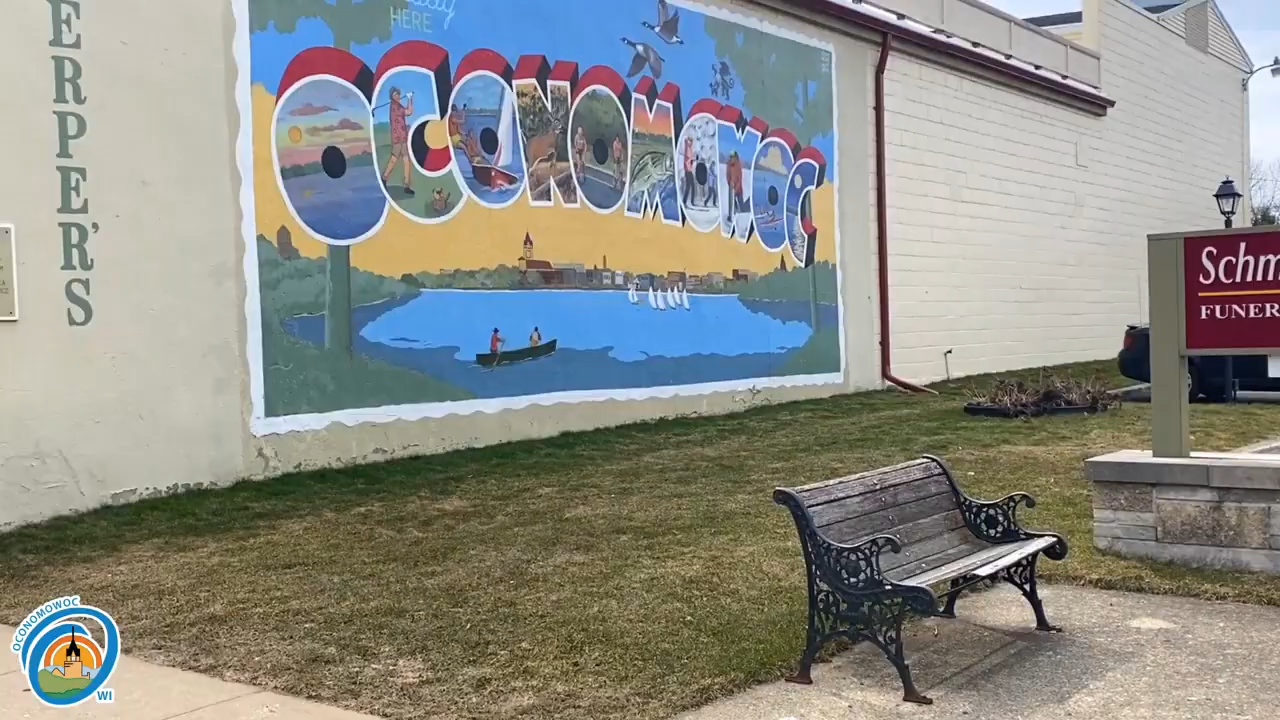 ERPER'S
HERE
OCONOMOWOC
Schm
FUNER
OCONOMOWOC
WI